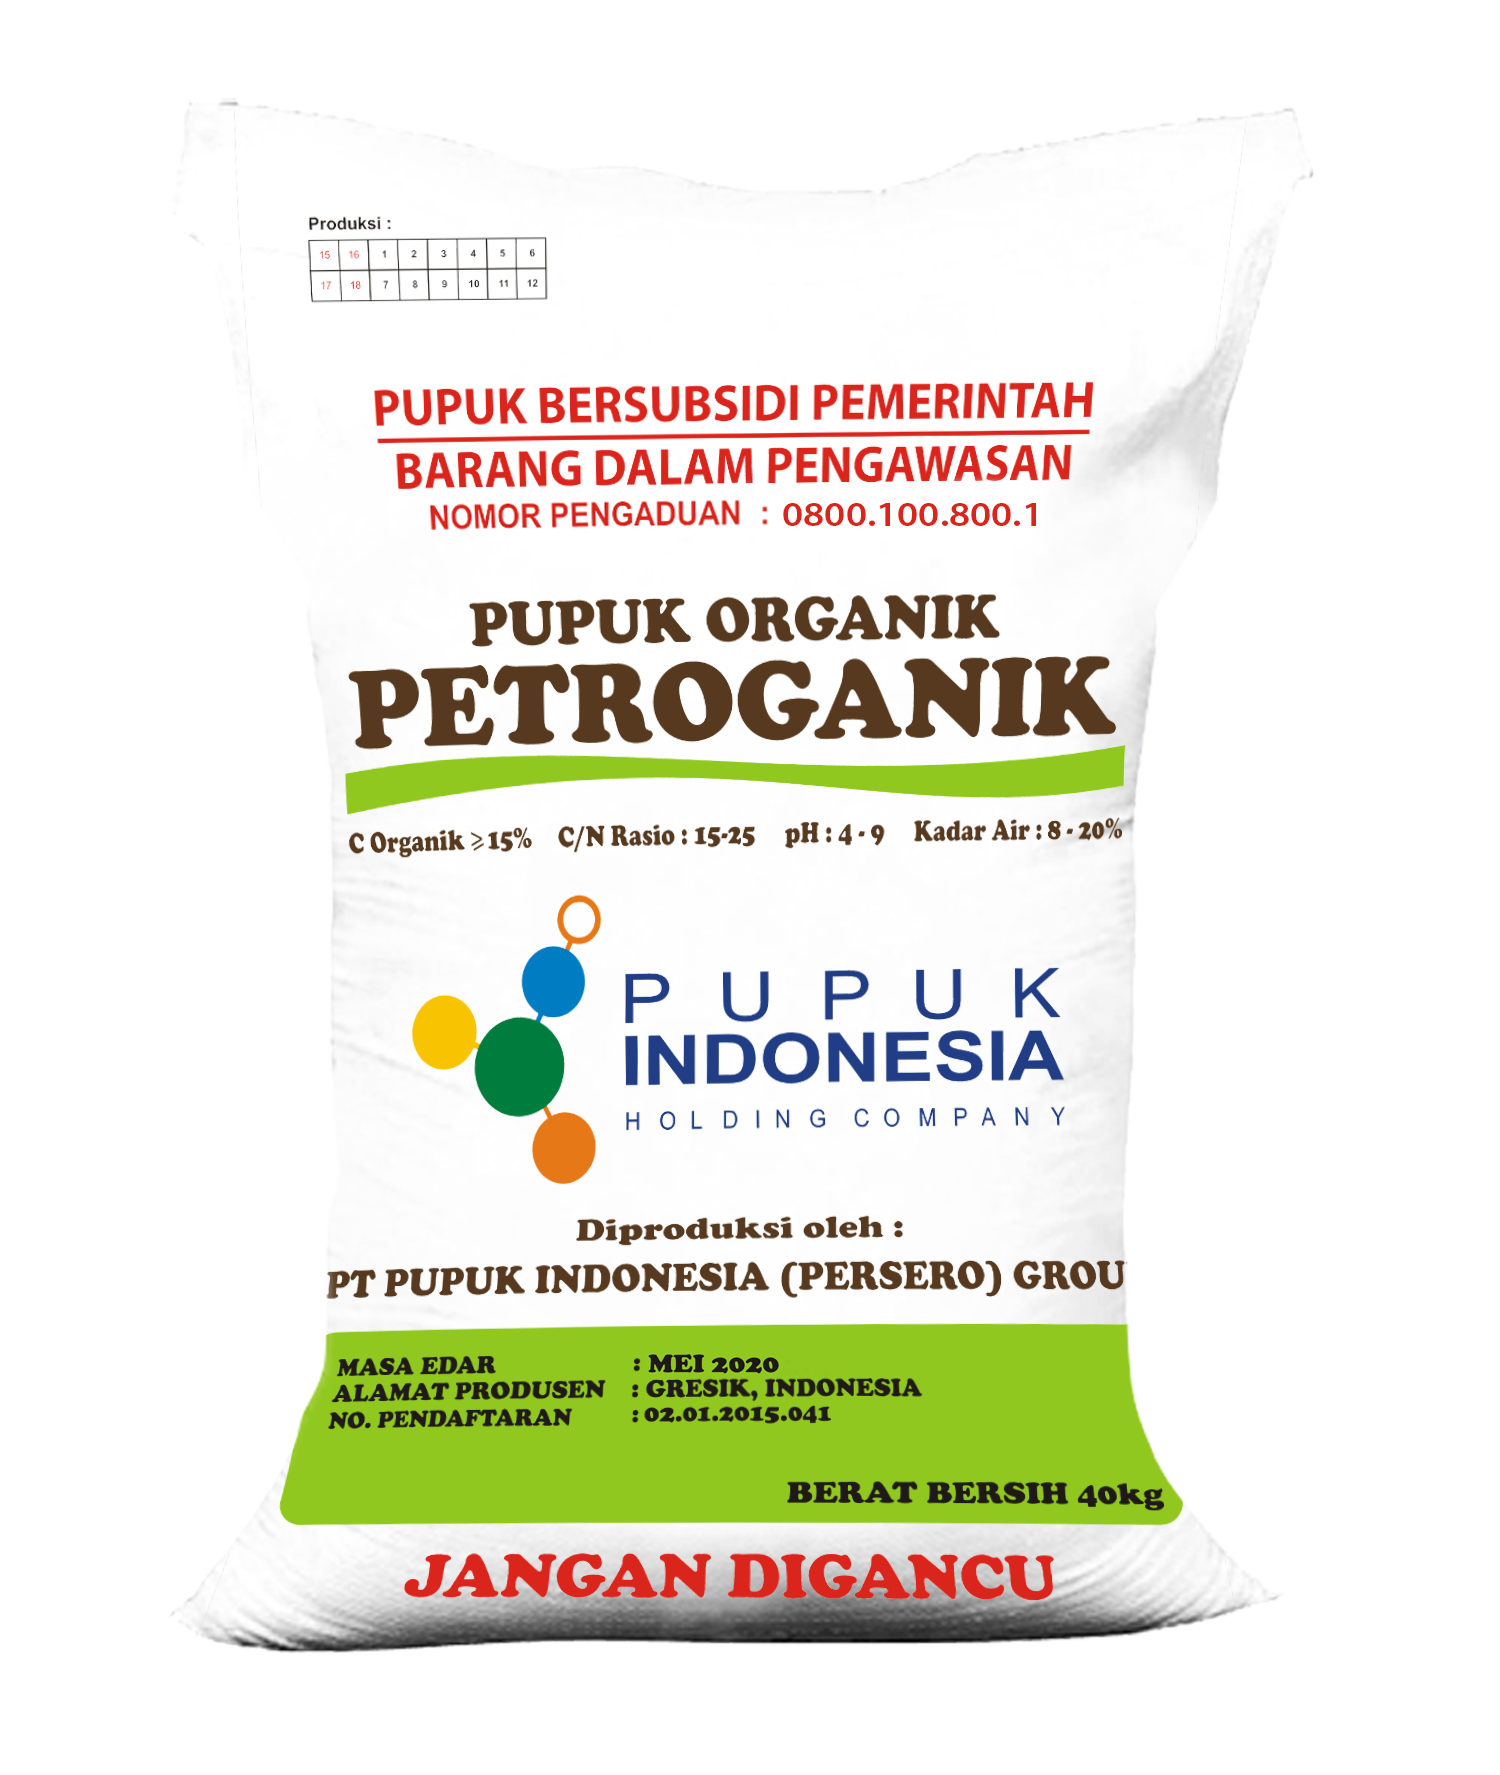 Produksi :
15 16 1 2 3 4 5 6
17 18 7 8 9 10 11 12
PUPUK BERSUBSIDI PEMERINTAH
BARANG DALAM PENGAWASAN
NOMOR PENGADUAN : 0800.100.800.1
PUPUK ORGANIK
PETROGANIK
C Organik ⩾15% C/N Rasio : 15-25 pH : 4 - 9 Kadar Air : 8 - 20%
PUPUK
INDONESIA
HOLDING COMPANY
Diproduksi oleh :
PT PUPUK INDONESIA (PERSERO) GROU
MASA EDAR : MEI 2020
ALAMAT PRODUSEN : GRESIK, INDONESIA
NO. PENDAFTARAN : 02.01.2015.041
BERAT BERSIH 40kg
JANGAN DIGANCU